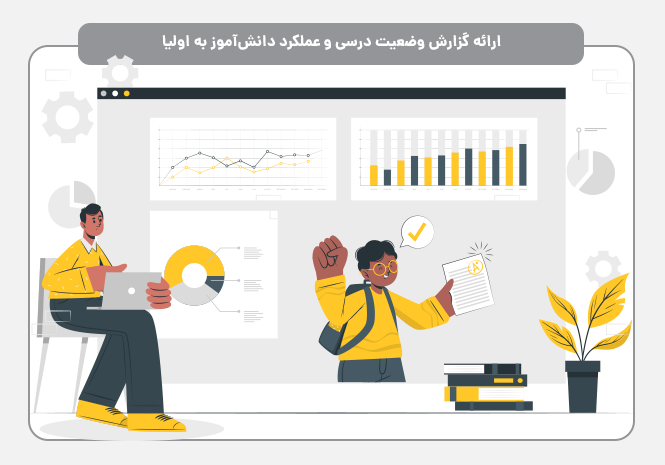 ارائه گزارش وضعیت درسی و عملکرد دانش‌آموز به اولیا